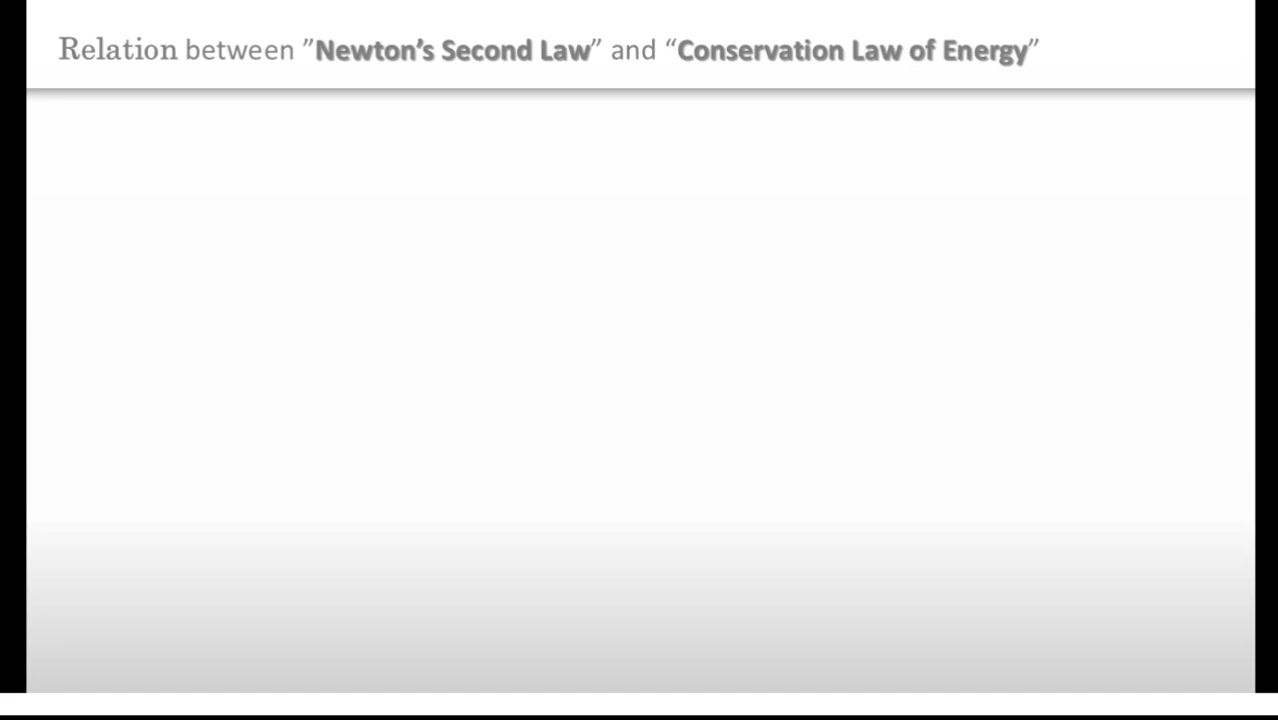 Relation between ”Newton’s Second Law” and “Conservation Law of Energy”